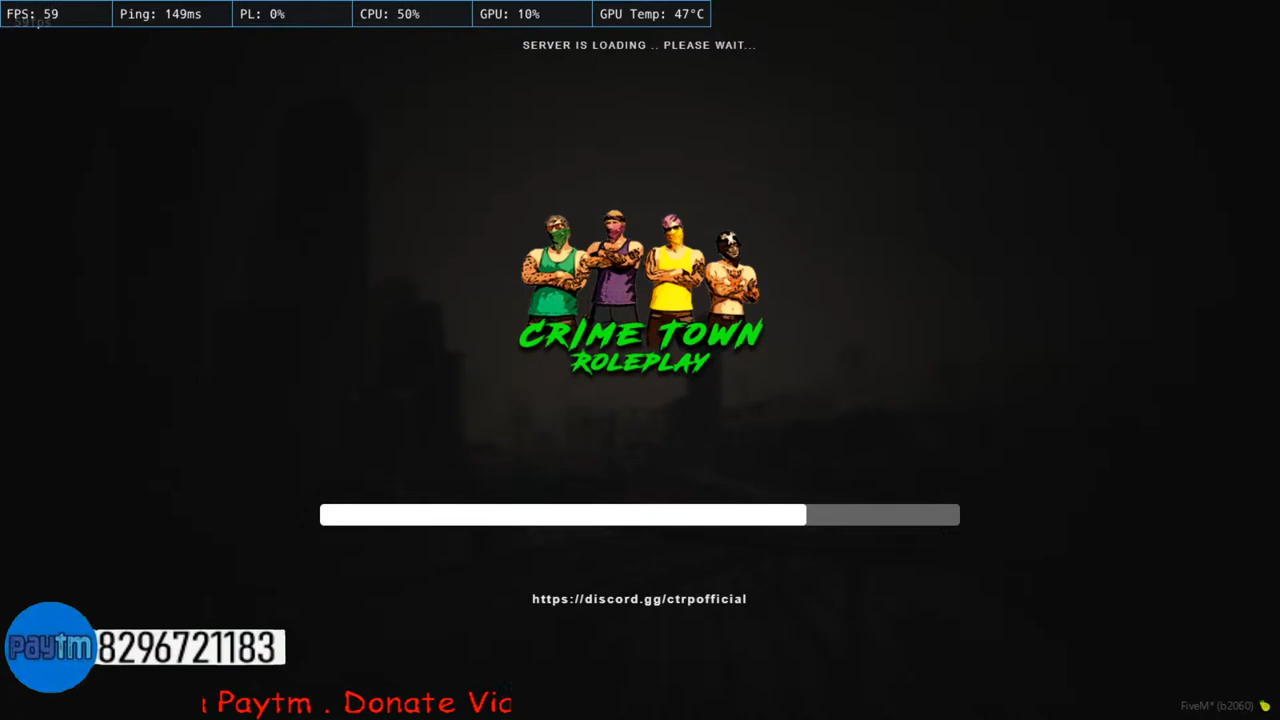 FPS: 59 Ping: 149ms PL: 0% CPU: 50% GPU: 10% GPU Temp: 47°C
59fps
SERVER IS LOADING .. PLEASE WAIT...
CRIME TOWN
ROLEPLAY
https://discord.gg/ctrpofficial
paytm 8296721183
Paytm . Donate
FiveM* (b2060)